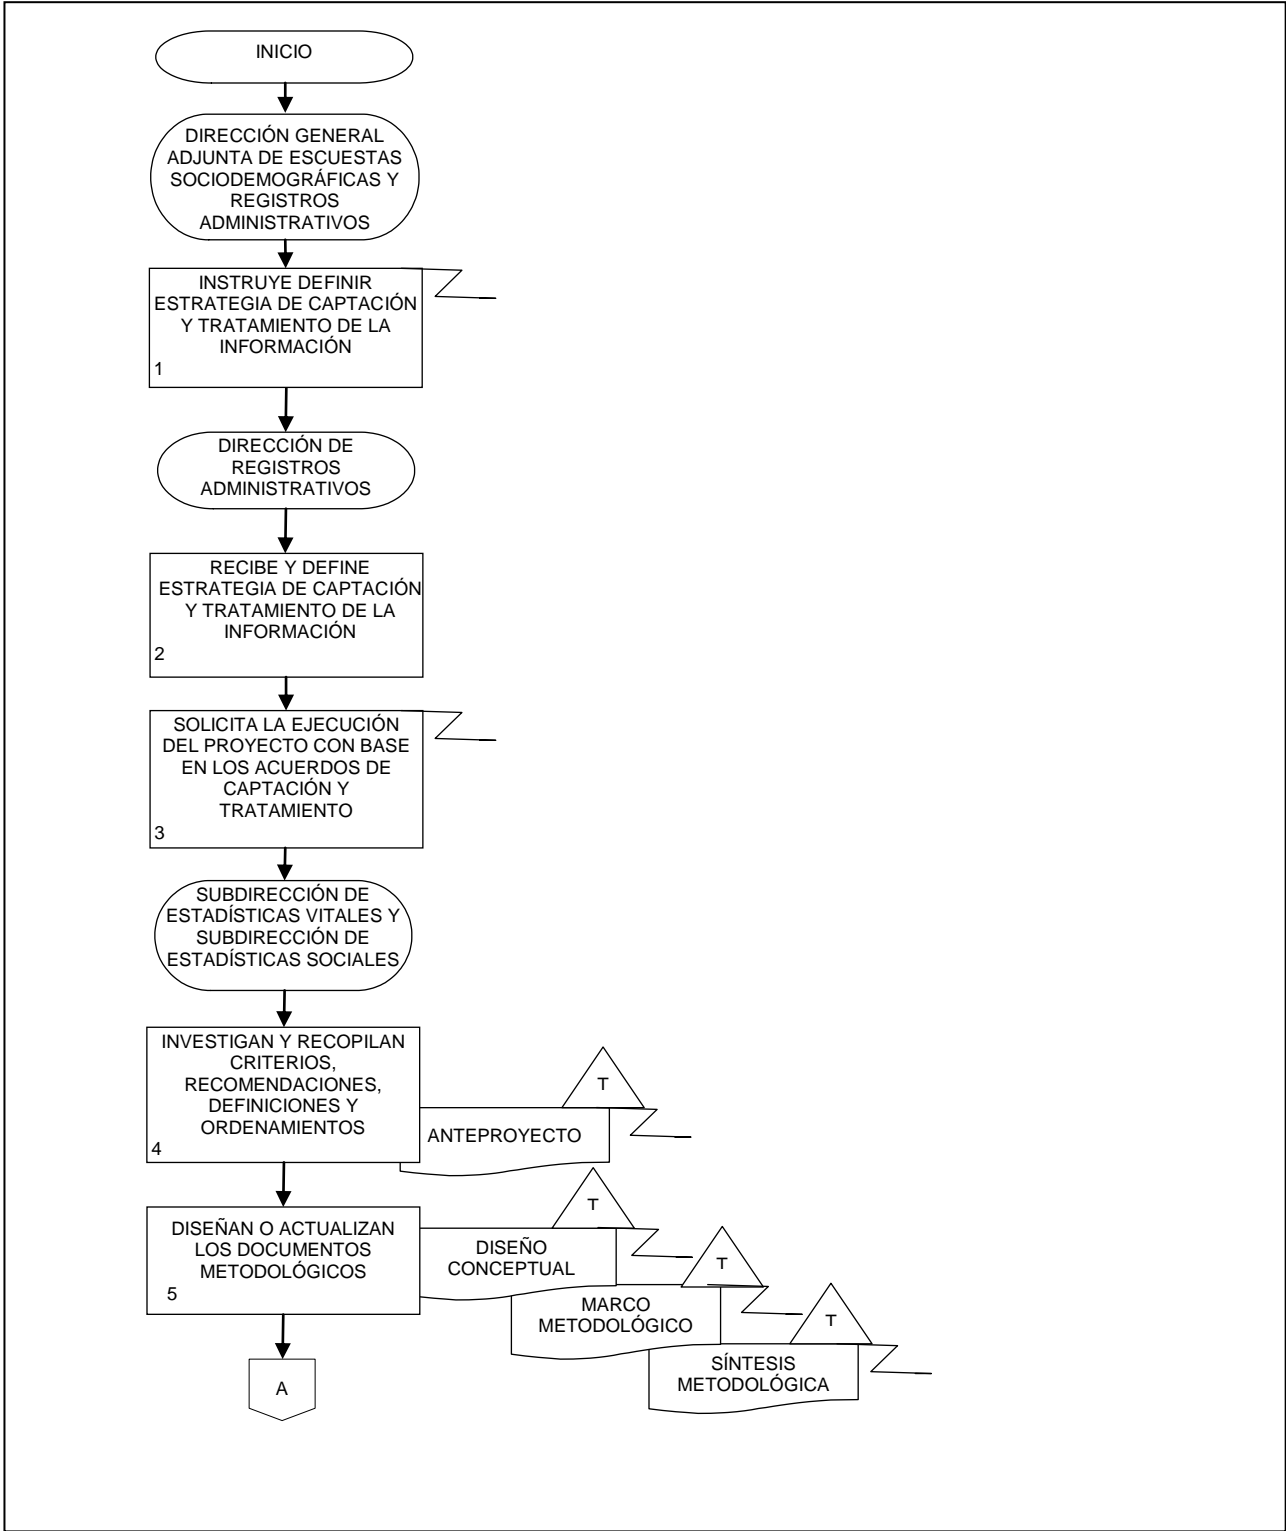 INICIO
DIRECCIÓN GENERAL
ADJUNTA DE ESCUESTAS
SOCIODEMOGRÁFICAS Y
REGISTROS
ADMINISTRATIVOS
INSTRUYE DEFINIR
ESTRATEGIA DE CAPTACIÓN
Y TRATAMIENTO DE LA
INFORMACIÓN
1
DIRECCIÓN DE
REGISTROS
ADMINISTRATIVOS
RECIBE Y DEFINE
ESTRATEGIA DE CAPTACIÓN
Y TRATAMIENTO DE LA
INFORMACIÓN
2
SOLICITA LA EJECUCIÓN
DEL PROYECTO CON BASE
EN LOS ACUERDOS DE
CAPTACIÓN Y
TRATAMIENTO
3
SUBDIRECCIÓN DE
ESTADÍSTICAS VITALES Y
SUBDIRECCIÓN DE
ESTADÍSTICAS SOCIALES
INVESTIGAN Y RECOPILAN
CRITERIOS,
RECOMENDACIONES,
DEFINICIONES Y
ORDENAMIENTOS
4
T
ANTEPROYECTO
DISEÑAN O ACTUALIZAN
LOS DOCUMENTOS
METODOLÓGICOS
5
T
DISEÑO
CONCEPTUAL
T
MARCO
METODOLÓGICO
T
SÍNTESIS
METODOLÓGICA
A